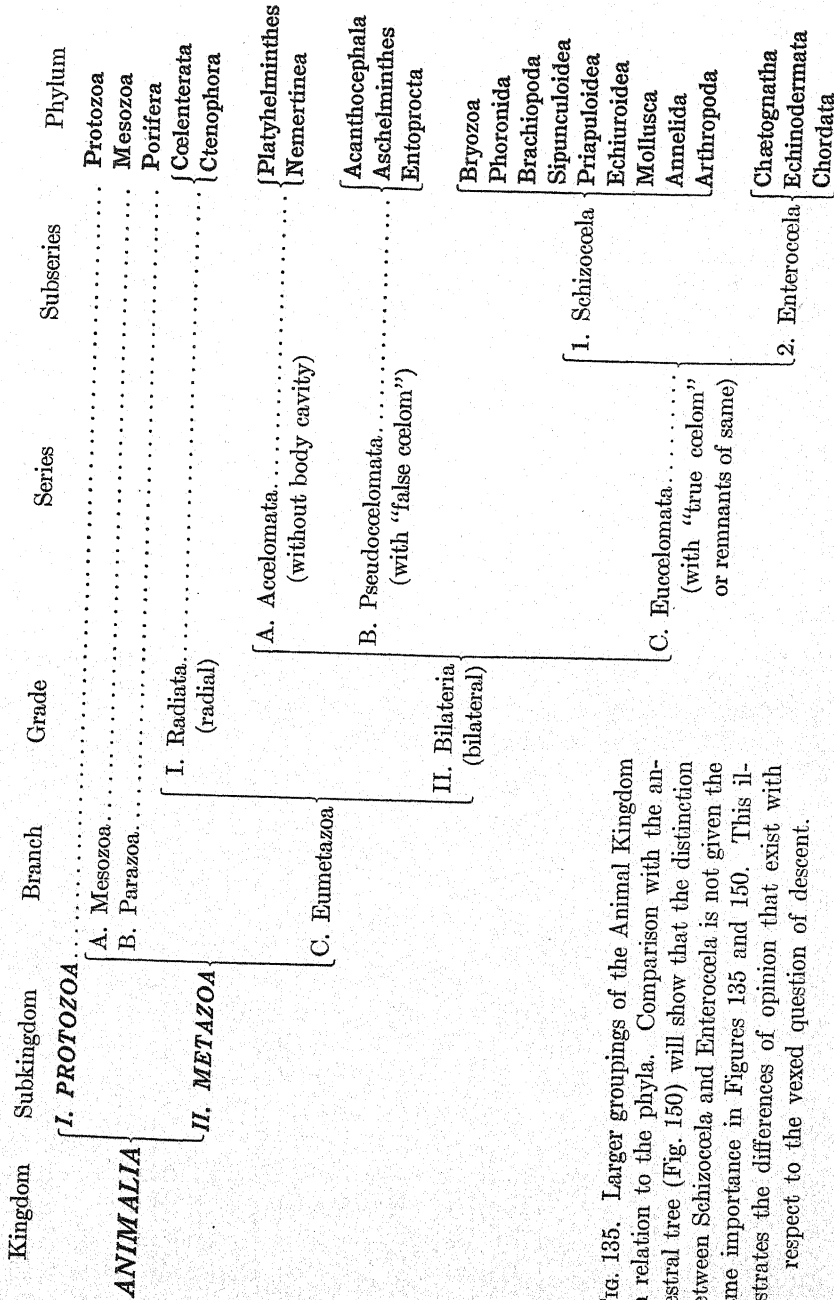 Kingdom Subkingdom Branch Grade Series Subseries Phylum
I. PROTOZOA Protozoa
A. Mesozoa Mesozoa
B. Parazoa Porifera
ANIMALIA
I. Radiata Cœlenterata
(radial) Ctenophora
II. METAZOA
A. Acœlomata Platyhelminthes
(without body cavity) Nemertinea
C. Eumetazoa
Acanthocephala
B. Pseudocœlomata Aschelminthes
(with “false cœlom”) Entoprocta
II. Bilateria
(bilateral)
Bryozoa
Phoronida
Brachiopoda
Sipunculoidea
1. Schizocœla Priapuloidea
Echiuroidea
Mollusca
Annelida
Arthropoda
C. Eucœlomata
(with “true cœlom”
or remnants of same)
Chætognatha
2. Enterocœla Echinodermata
Chordata
IG. 135. Larger groupings of the Animal Kingdom
n relation to the phyla. Comparison with the an-
estral tree (Fig. 150) will show that the distinction
etween Schizocœla and Enterocœla is not given the
me importance in Figures 135 and 150. This il-
strates the differences of opinion that exist with
respect to the vexed question of descent.